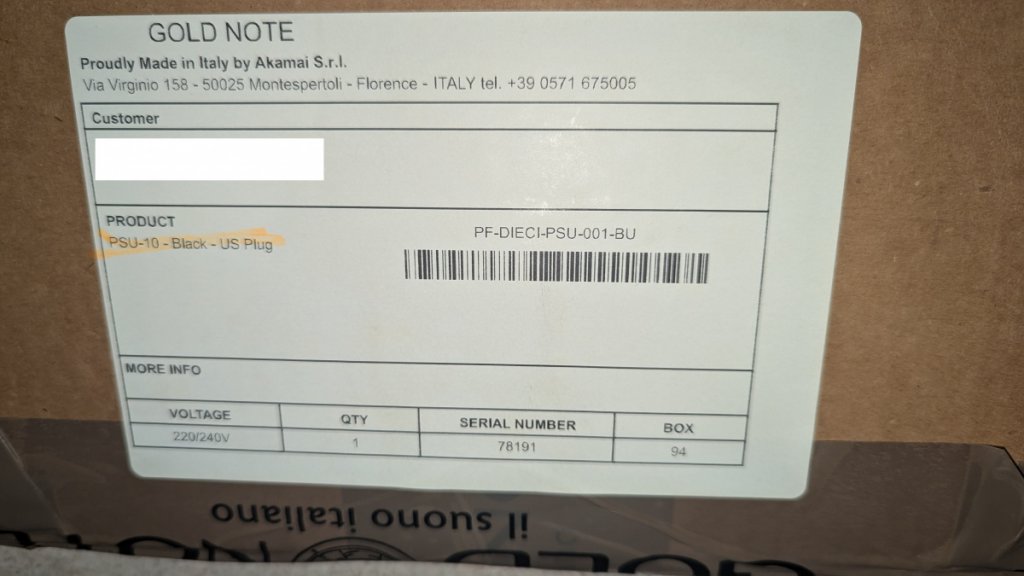 GOLD NOTE
Proudly Made in Italy by Akamai S.r.l.
Via Virginio 158 - 50025 Montespertoli - Florence - ITALY tel. +39 0571 675005
Customer
PRODUCT
PSU-10 - Black - US Plug
PF-DIECI-PSU-001-BU
MORE INFO
VOLTAGE QTY SERIAL NUMBER BOX
220/240V 1 78191 94
il suono italiano
GOLD NOTE